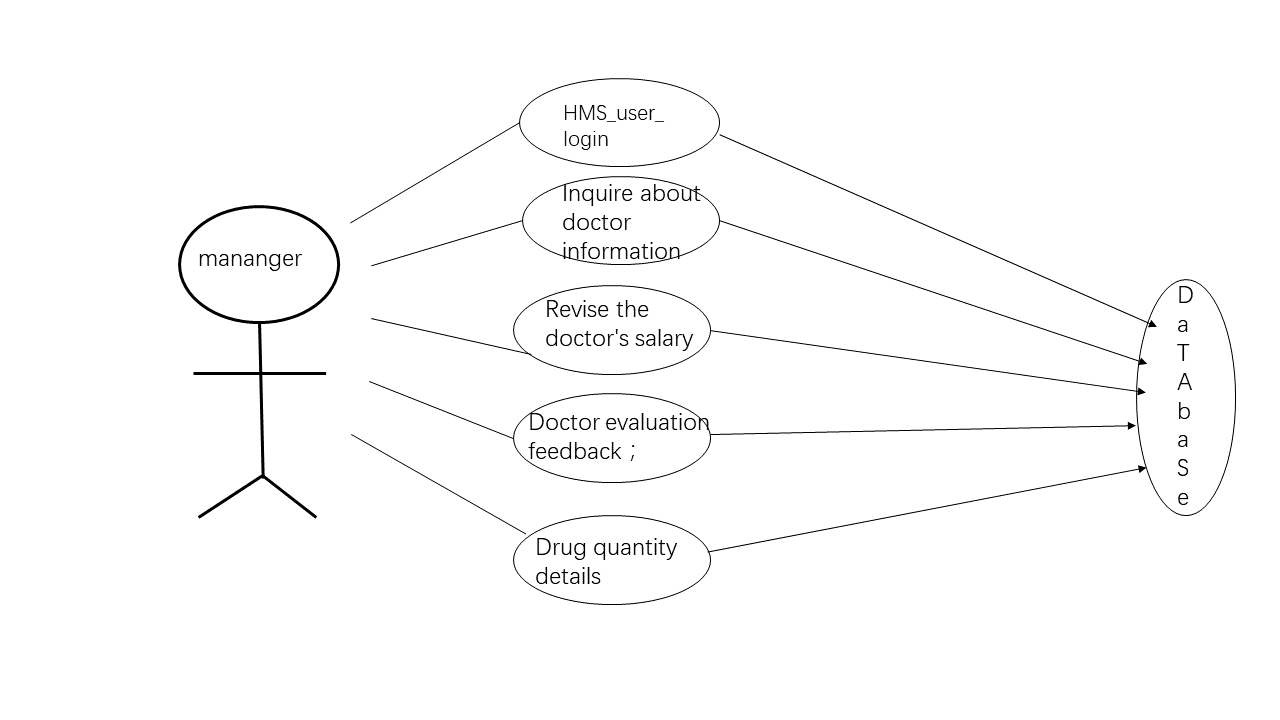 HMS_user_
login
Inquire about
doctor
information
mananger
Revise the
doctor's salary
Doctor evaluation
feedback；
Drug quantity
details
D
a
T
A
b
a
S
e